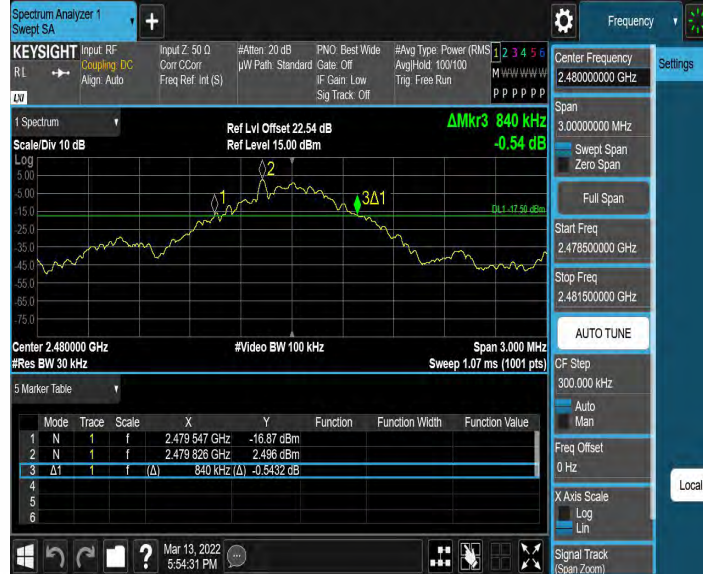 Spectrum Analyzer 1
Swept SA
+
Frequency
KEYSIGHT
RL
LXI
Input: RF
Coupling: DC
Align: Auto
Input Z: 50 Ω
Corr CCorr
Freq Ref: Int (S)
#Atten: 20 dB
µW Path: Standard
PNO: Best Wide
Gate: Off
IF Gain: Low
Sig Track: Off
#Avg Type: Power (RMS
Avg|Hold: 100/100
Trig: Free Run
1 2 3 4 5 6
M W W W W W
P P P P P P
Center Frequency
2.480000000 GHz
Settings
Span
3.00000000 MHz
Swept Span
Zero Span
Full Span
Start Freq
2.478500000 GHz
Stop Freq
2.481500000 GHz
AUTO TUNE
CF Step
300.000 kHz
Auto
Man
Freq Offset
0 Hz
X Axis Scale
Log
Lin
Signal Track
(Span Zoom)
Local
1 Spectrum
Scale/Div 10 dB
Ref Lvl Offset 22.54 dB
Ref Level 15.00 dBm
ΔMkr3 840 kHz
-0.54 dB
Log
5.00
-5.00
-15.0
-25.0
-35.0
-45.0
-55.0
-65.0
-75.0
1
2
3Δ1
DL1 -17.50 dBm
Center 2.480000 GHz
#Video BW 100 kHz
Span 3.000 MHz
#Res BW 30 kHz
Sweep 1.07 ms (1001 pts)
5 Marker Table
Mode Trace Scale X Y Function Function Width Function Value
1 N 1 f 2.479 547 GHz -16.87 dBm
2 N 1 f 2.479 826 GHz 2.496 dBm
3 Δ1 1 f (Δ) 840 kHz (Δ) -0.5432 dB
4
5
6
?
Mar 13, 2022
5:54:31 PM